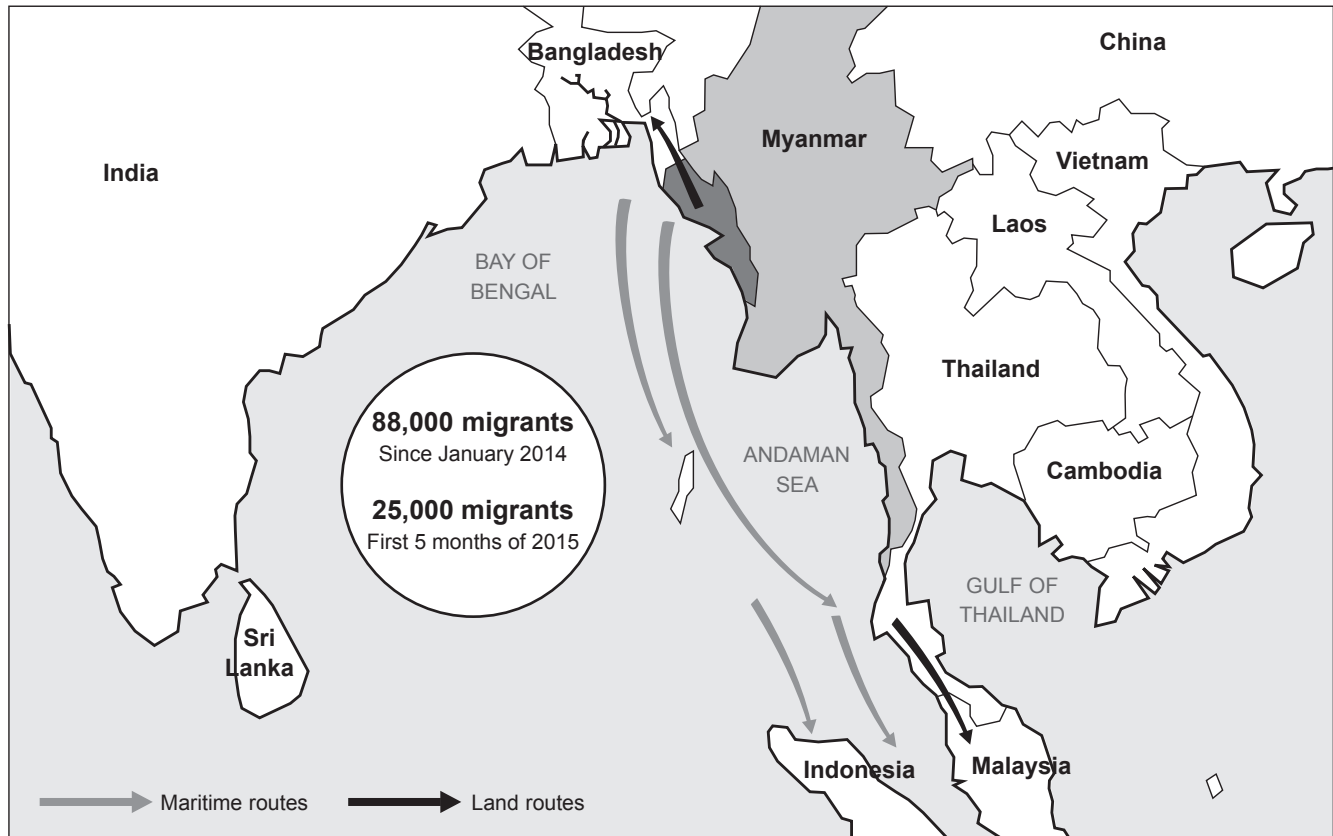 Bangladesh
China
Myanmar
India
Vietnam
Laos
BAY OF
BENGAL
Thailand
88,000 migrants
Since January 2014
25,000 migrants
First 5 months of 2015
ANDAMAN
SEA
Cambodia
GULF OF
THAILAND
Sri
Lanka
Indonesia
Malaysia
Maritime routes
Land routes